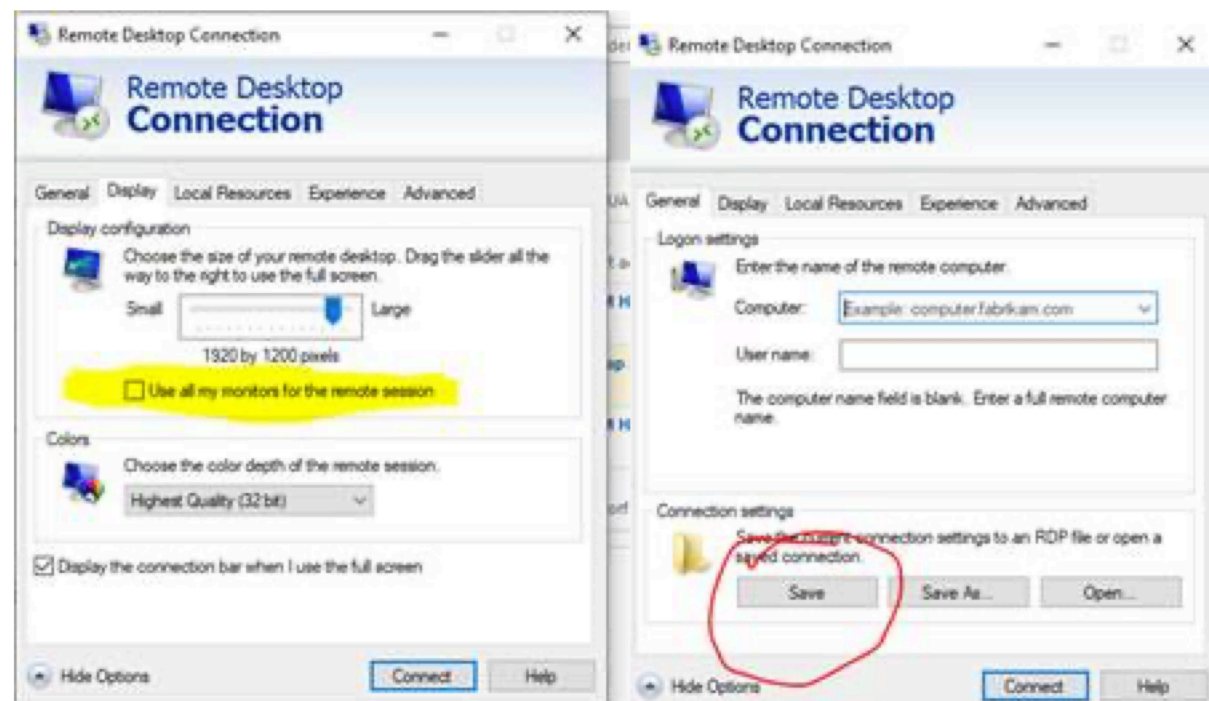 Remote Desktop Connection
Remote Desktop
Connection
General Display Local Resources Experience Advanced
Display configuration
Choose the size of your remote desktop. Drag the slider all the
way to the right to use the full screen.
Small Large
1920 by 1200 pixels
Use all my monitors for the remote session
Colors
Choose the color depth of the remote session.
Highest Quality (32 bit)
Display the connection bar when I use the full screen
Hide Options Connect Help
Remote Desktop Connection
Remote Desktop
Connection
General Display Local Resources Experience Advanced
Logon settings
Enter the name of the remote computer.
Computer: Example: computer.fabrikam.com
User name:
The computer name field is blank. Enter a full remote computer
name.
Connection settings
Save the current connection settings to an RDP file or open a
saved connection.
Save Save As... Open...
Hide Options Connect Help